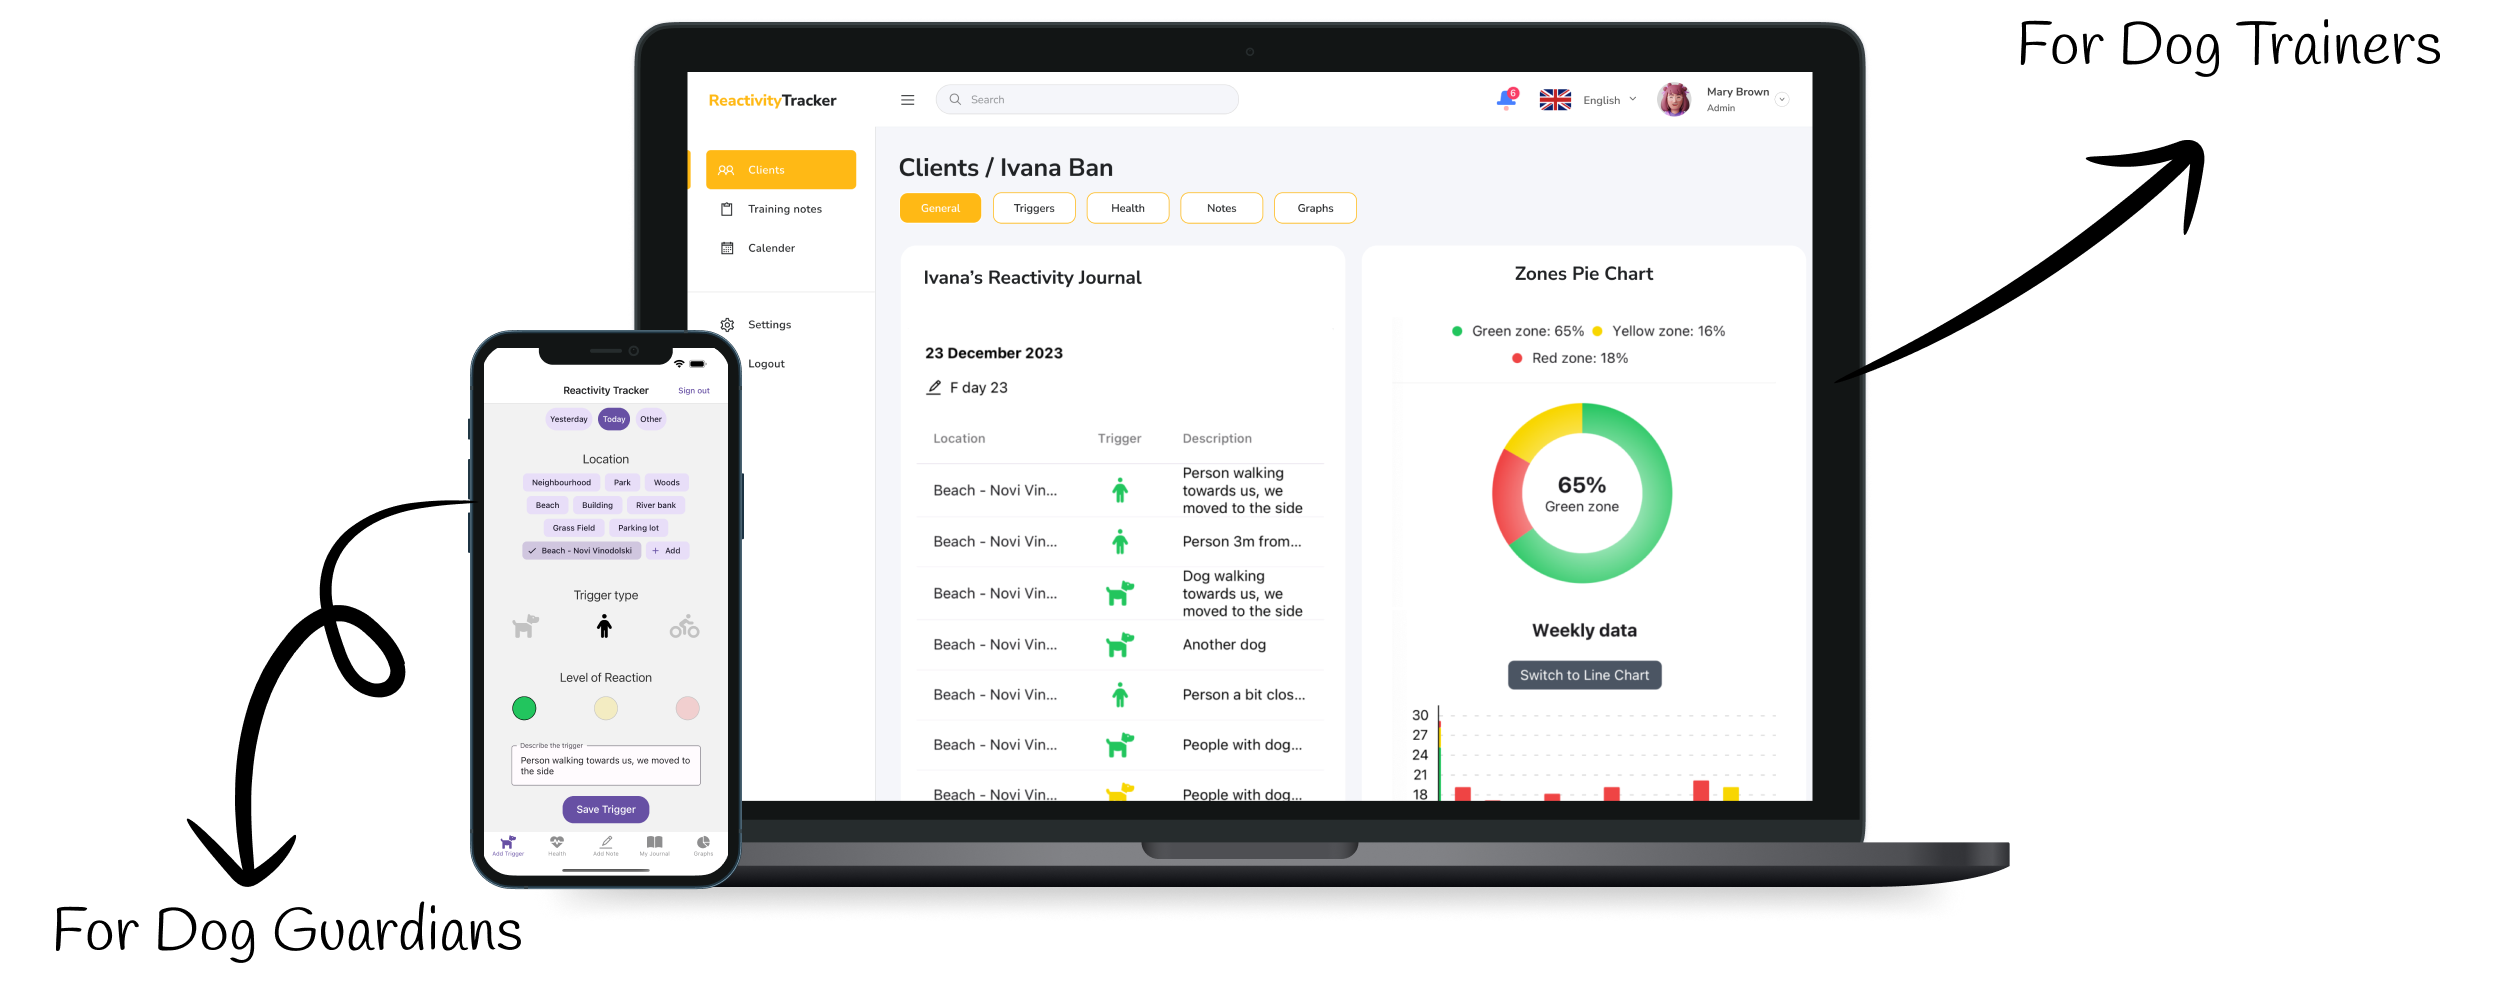 For Dog Trainers
ReactivityTracker
Search
6
English
Mary Brown
Admin
Clients
Training notes
Calender
Settings
Logout
Clients / Ivana Ban
General
Triggers
Health
Notes
Graphs
Ivana's Reactivity Journal
23 December 2023
F day 23
Location Trigger Description
Beach - Novi Vin...
Person walking
towards us, we
moved to the side
Beach - Novi Vin... Person 3m from...
Beach - Novi Vin...
Dog walking
towards us, we
moved to the side
Beach - Novi Vin... Another dog
Beach - Novi Vin... Person a bit clos...
Beach - Novi Vin... People with dog...
Beach - Novi Vin... People with dog...
Zones Pie Chart
Green zone: 65% Yellow zone: 16%
Red zone: 18%
65%
Green zone
Weekly data
Switch to Line Chart
30
27
24
21
18
Reactivity Tracker Sign out
Yesterday Today Other
Location
Neighbourhood Park Woods
Beach Building River bank
Grass Field Parking lot
Beach - Novi Vinodolski + Add
Trigger type
Level of Reaction
Describe the trigger
Person walking towards us, we moved to
the side
Save Trigger
Add Trigger Health Add Note My Journal Graphs
For Dog Guardians